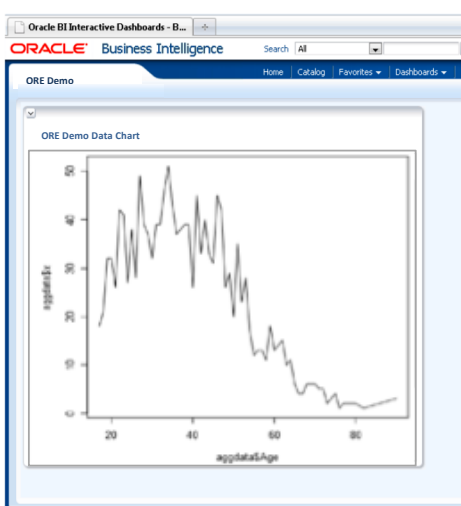 Oracle BI Interactive Dashboards - B...
ORACLE Business Intelligence Search All
Home Catalog Favorites Dashboards
ORE Demo
ORE Demo Data Chart
50
40
30
20
10
0
aggdata$x
20 40 60 80
aggdata$Age